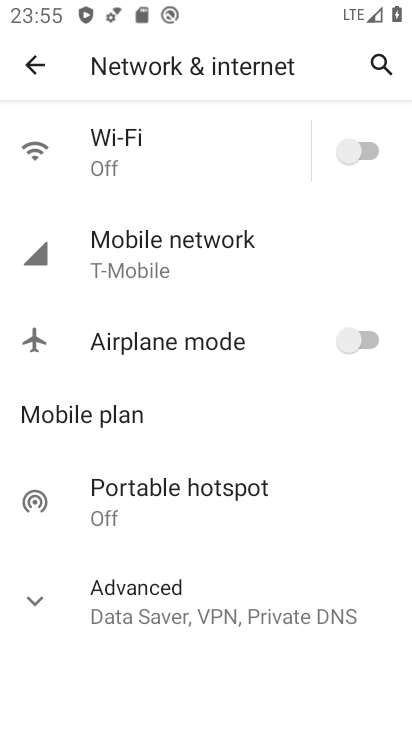 23:55
LTE
Network & internet
Wi-Fi
Off
Mobile network
T-Mobile
Airplane mode
Mobile plan
Portable hotspot
Off
Advanced
Data Saver, VPN, Private DNS